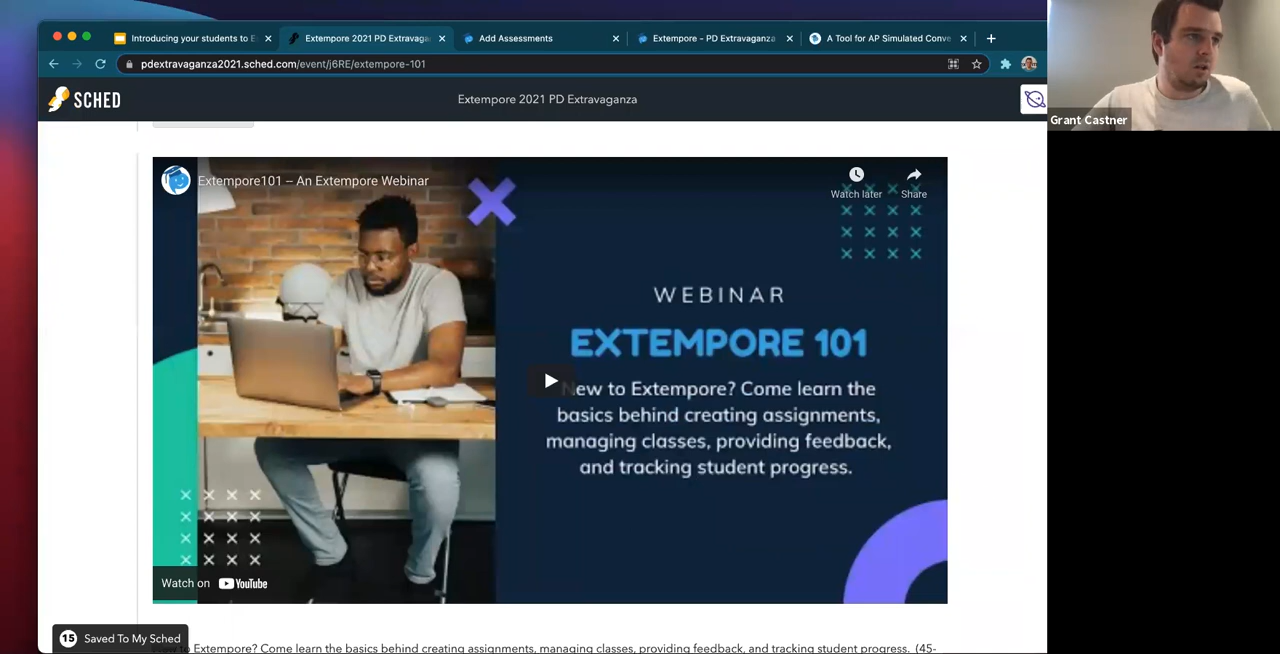 Introducing your students to E
Extempore 2021 PD Extravaga
Add Assessments
Extempore - PD Extravaganza
A Tool for AP Simulated Conve
pdextravaganza2021.sched.com/event/j6RE/extempore-101
SCHED
Extempore 2021 PD Extravaganza
Grant Castner
Extempore101 -- An Extempore Webinar
Watch later
Share
WEBINAR
EXTEMPORE 101
New to Extempore? Come learn the
basics behind creating assignments,
managing classes, providing feedback,
and tracking student progress.
Watch on YouTube
15 Saved To My Sched
to Extempore? Come learn the basics behind creating assignments, managing classes, providing feedback, and tracking student progress. (45-